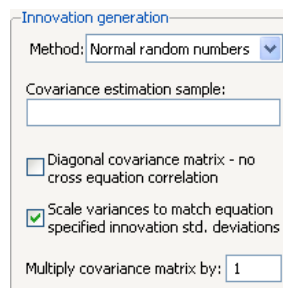 Innovation generation
Method: Normal random numbers
Covariance estimation sample:
Diagonal covariance matrix - no
cross equation correlation
Scale variances to match equation
specified innovation std. deviations
Multiply covariance matrix by: 1